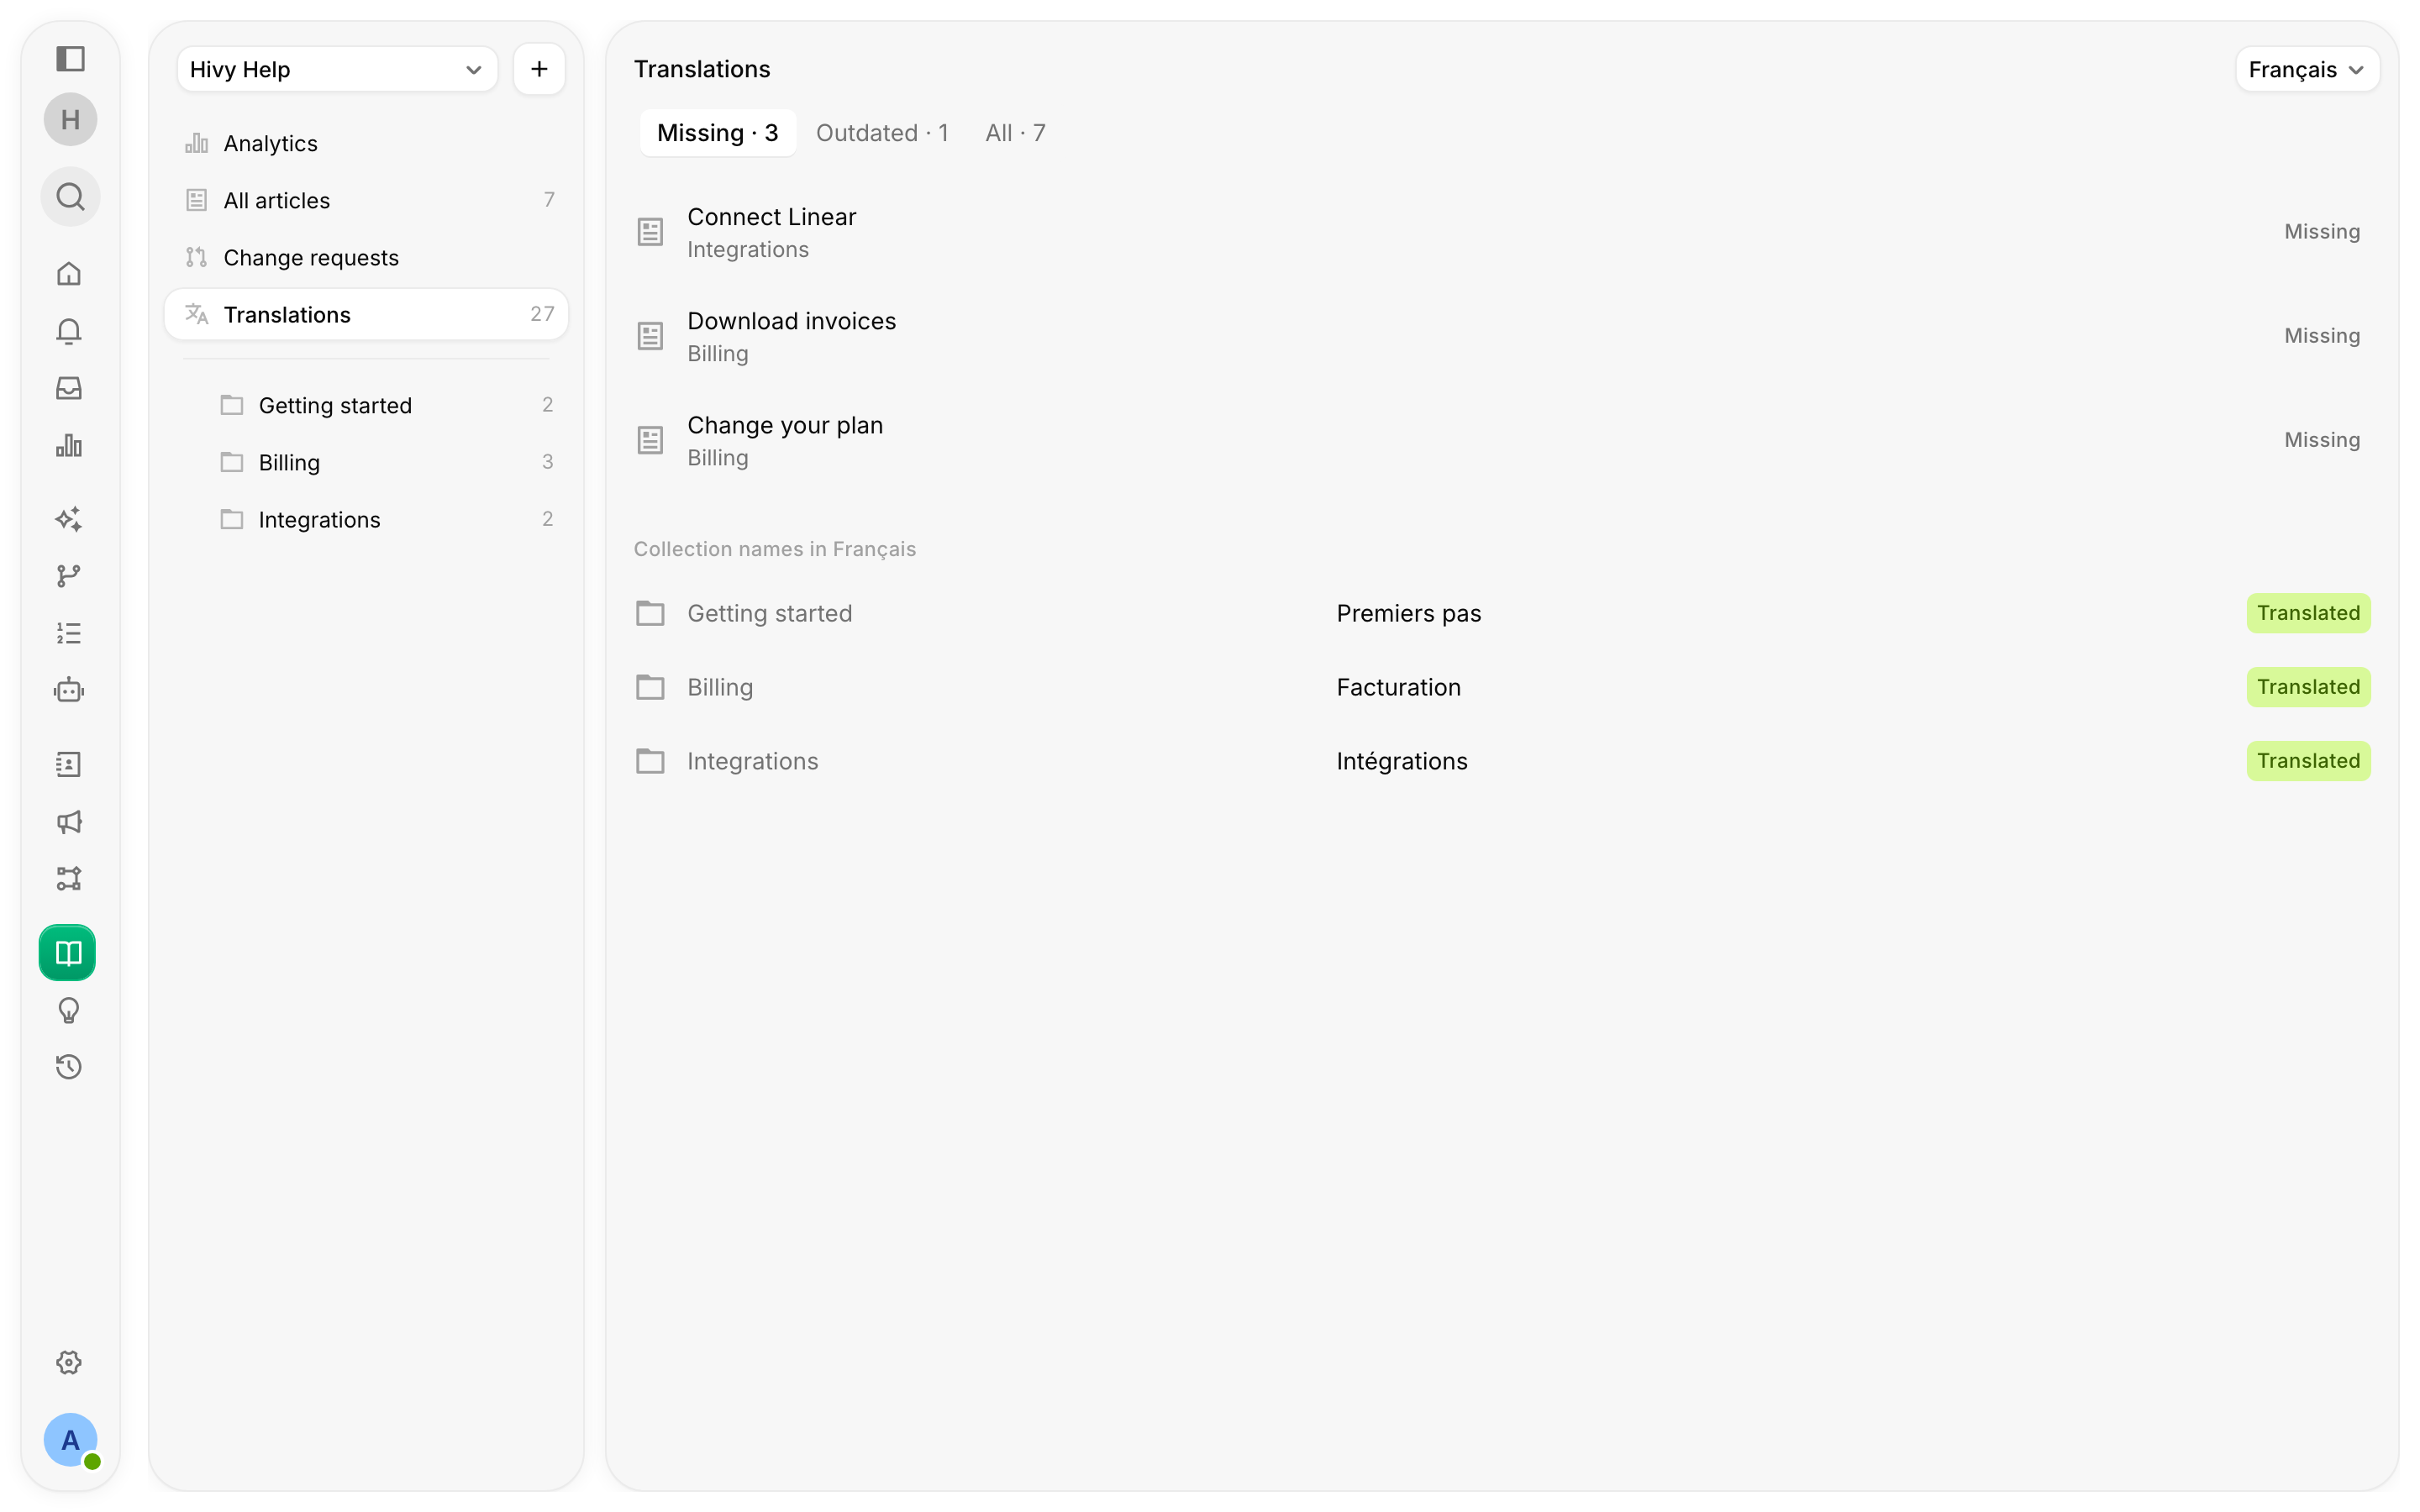 H
A
Hivy Help
Analytics
All articles 7
Change requests
Translations 27
Getting started 2
Billing 3
Integrations 2
Translations
Français
Missing · 3 Outdated · 1 All · 7
Connect Linear
Integrations
Missing
Download invoices
Billing
Missing
Change your plan
Billing
Missing
Collection names in Français
Getting started Premiers pas Translated
Billing Facturation Translated
Integrations Intégrations Translated